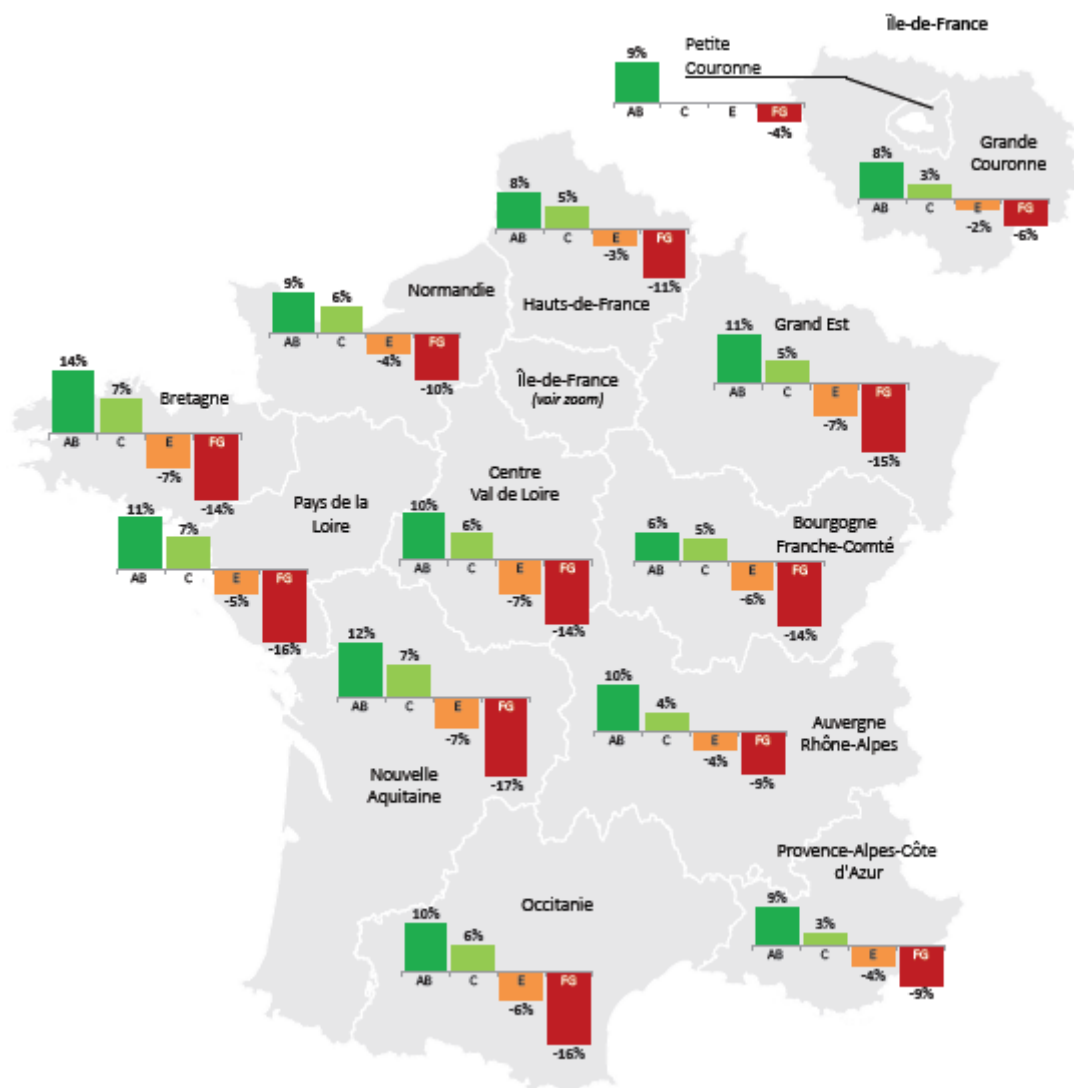 Île-de-France
Petite
Couronne
9%
AB
C
E
FG
-4%
Grande
Couronne
8%
3%
AB
C
E
FG
-2%
-6%
8%
5%
AB
C
E
FG
-3%
-11%
Hauts-de-France
Normandie
9%
6%
AB
C
E
FG
-4%
-10%
Grand Est
11%
5%
AB
C
E
FG
-7%
-15%
Île-de-France
(voir zoom)
14%
7%
Bretagne
AB
C
E
FG
-7%
-14%
Pays de la
Loire
11%
7%
AB
C
E
FG
-5%
-16%
Centre
Val de Loire
10%
6%
AB
C
E
FG
-7%
-14%
Bourgogne
Franche-Comté
6%
5%
AB
C
E
FG
-6%
-14%
12%
7%
AB
C
E
FG
-7%
-17%
Nouvelle
Aquitaine
10%
4%
AB
C
E
FG
-4%
-9%
Auvergne
Rhône-Alpes
Provence-Alpes-Côte
d'Azur
9%
3%
AB
C
E
FG
-4%
-9%
Occitanie
10%
6%
AB
C
E
FG
-6%
-16%